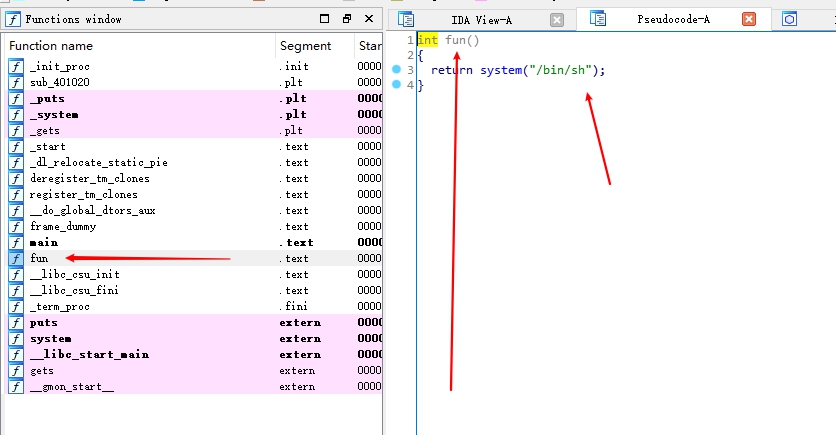 Functions window
Function name Segment Star
f _init_proc .init 0000
f sub_401020 .plt 0000
f _puts .plt 0000
f _system .plt 0000
f _gets .plt 0000
f _start .text 0000
f _dl_relocate_static_pie .text 0000
f deregister_tm_clones .text 0000
f register_tm_clones .text 0000
f __do_global_dtors_aux .text 0000
f frame_dummy .text 0000
f main .text 0000
f fun .text 0000
f __libc_csu_init .text 0000
f __libc_csu_fini .text 0000
f _term_proc .fini 0000
f puts extern 0000
f system extern 0000
f __libc_start_main extern 0000
f gets extern 0000
f __gmon_start__ extern 0000
IDA View-A Pseudocode-A
1 int fun()
2 {
3 return system("/bin/sh");
4 }